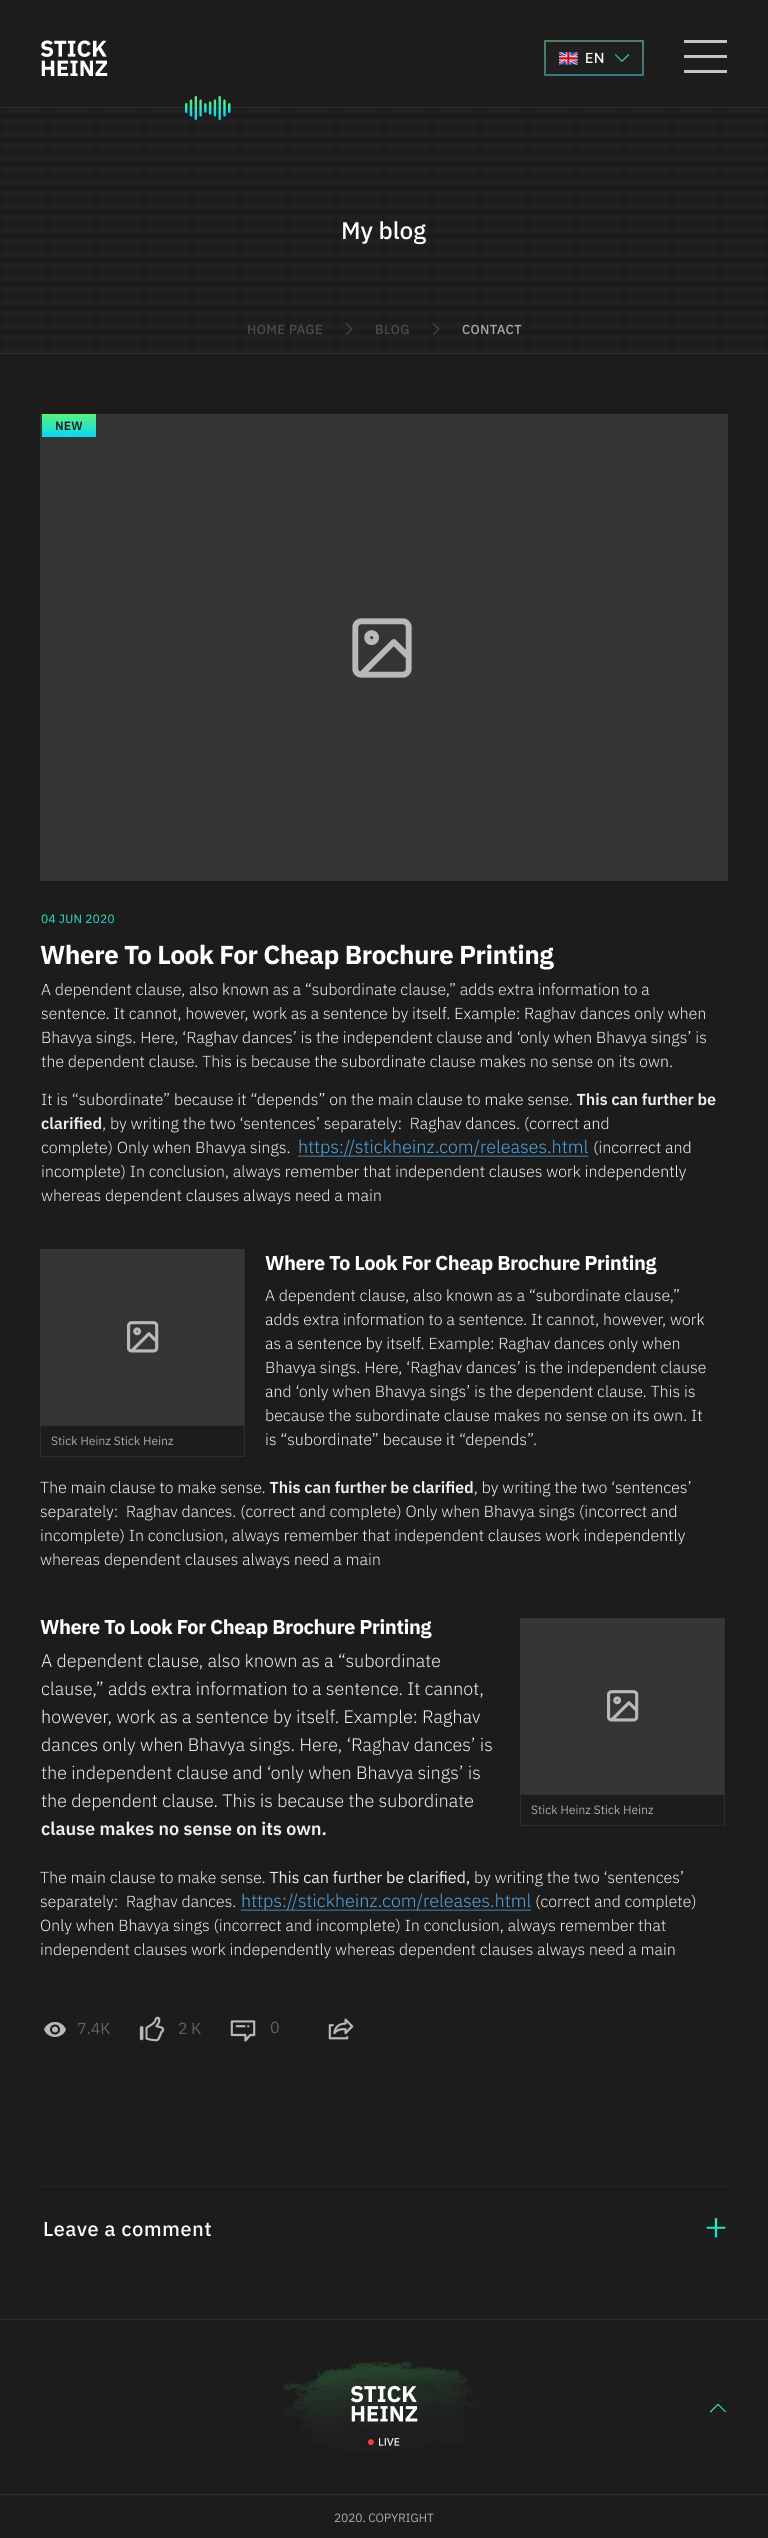 STICK
HEINZ
EN
My blog
HOME PAGE
BLOG
CONTACT
NEW
04 JUN 2020
Where To Look For Cheap Brochure Printing
A dependent clause, also known as a “subordinate clause,” adds extra information to a
sentence. It cannot, however, work as a sentence by itself. Example: Raghav dances only when
Bhavya sings. Here, ‘Raghav dances’ is the independent clause and ‘only when Bhavya sings’ is
the dependent clause. This is because the subordinate clause makes no sense on its own.
It is “subordinate” because it “depends” on the main clause to make sense. This can further be
clarified, by writing the two ‘sentences’ separately:  Raghav dances. (correct and
complete) Only when Bhavya sings.  https://stickheinz.com/releases.html (incorrect and
incomplete) In conclusion, always remember that independent clauses work independently
whereas dependent clauses always need a main
Where To Look For Cheap Brochure Printing
A dependent clause, also known as a “subordinate clause,”
adds extra information to a sentence. It cannot, however, work
as a sentence by itself. Example: Raghav dances only when
Bhavya sings. Here, ‘Raghav dances’ is the independent clause
and ‘only when Bhavya sings’ is the dependent clause. This is
because the subordinate clause makes no sense on its own. It
is “subordinate” because it “depends”.
Stick Heinz Stick Heinz
The main clause to make sense. This can further be clarified, by writing the two ‘sentences’
separately:  Raghav dances. (correct and complete) Only when Bhavya sings (incorrect and
incomplete) In conclusion, always remember that independent clauses work independently
whereas dependent clauses always need a main
Where To Look For Cheap Brochure Printing
A dependent clause, also known as a “subordinate
clause,” adds extra information to a sentence. It cannot,
however, work as a sentence by itself. Example: Raghav
dances only when Bhavya sings. Here, ‘Raghav dances’ is
the independent clause and ‘only when Bhavya sings’ is
the dependent clause. This is because the subordinate
clause makes no sense on its own.
Stick Heinz Stick Heinz
The main clause to make sense. This can further be clarified, by writing the two ‘sentences’
separately:  Raghav dances. https://stickheinz.com/releases.html (correct and complete)
Only when Bhavya sings (incorrect and incomplete) In conclusion, always remember that
independent clauses work independently whereas dependent clauses always need a main
7.4K
2 K
0
Leave a comment
STICK
HEINZ
LIVE
2020. COPYRIGHT